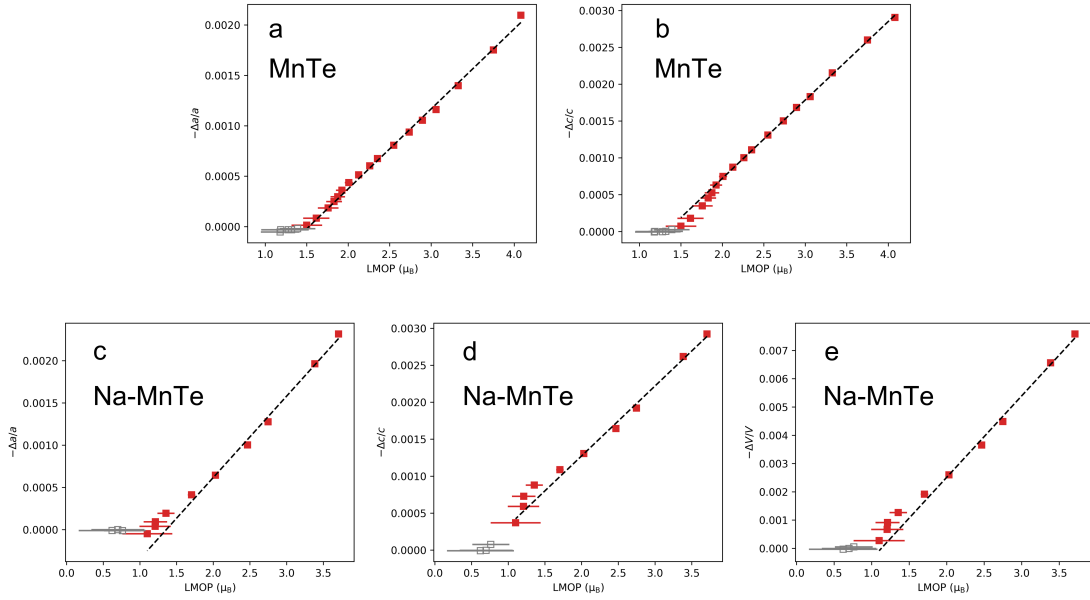 a
MnTe
0.0020
0.0015
0.0010
0.0005
0.0000
−Δa/a
1.0 1.5 2.0 2.5 3.0 3.5 4.0
LMOP (μB)
b
MnTe
0.0030
0.0025
0.0020
0.0015
0.0010
0.0005
0.0000
−Δc/c
1.0 1.5 2.0 2.5 3.0 3.5 4.0
LMOP (μB)
c
Na-MnTe
0.0020
0.0015
0.0010
0.0005
0.0000
−Δa/a
0.0 0.5 1.0 1.5 2.0 2.5 3.0 3.5
LMOP (μB)
d
Na-MnTe
0.0030
0.0025
0.0020
0.0015
0.0010
0.0005
0.0000
−Δc/c
0.0 0.5 1.0 1.5 2.0 2.5 3.0 3.5
LMOP (μB)
e
Na-MnTe
0.007
0.006
0.005
0.004
0.003
0.002
0.001
0.000
−ΔV/V
0.0 0.5 1.0 1.5 2.0 2.5 3.0 3.5
LMOP (μB)